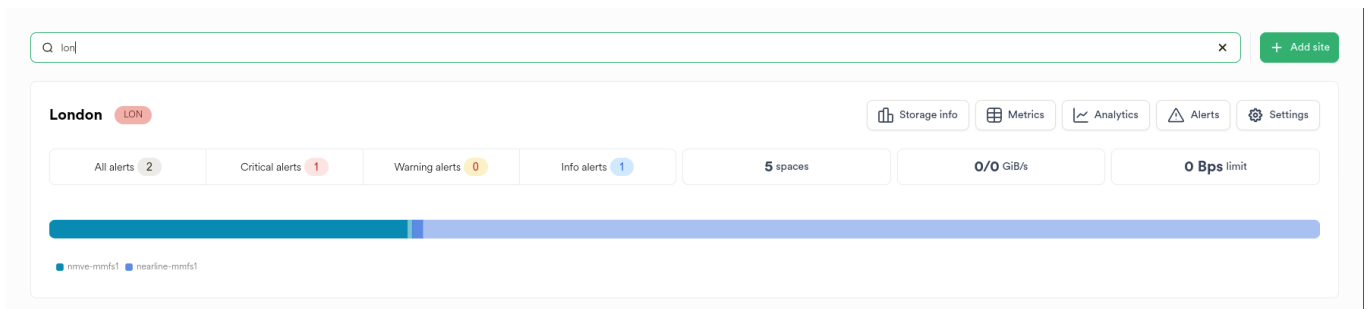 lon
+ Add site
London LON
Storage info
Metrics
Analytics
Alerts
Settings
All alerts 2
Critical alerts 1
Warning alerts 0
Info alerts 1
5 spaces
0/0 GiB/s
0 Bps limit
nmve-mmfs1 nearline-mmfs1